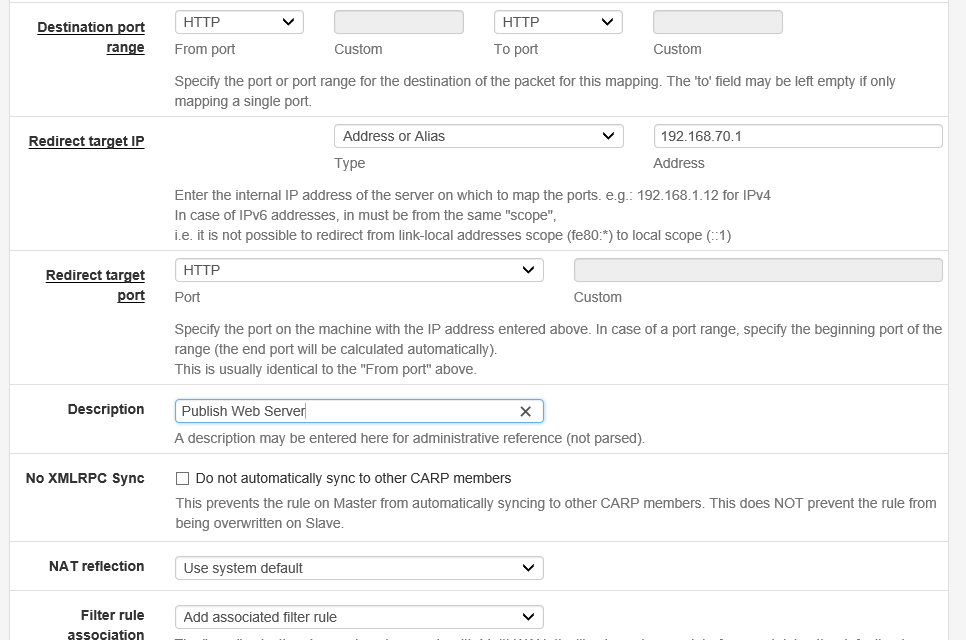 Destination port range
HTTP HTTP
From port Custom To port Custom
Specify the port or port range for the destination of the packet for this mapping. The 'to' field may be left empty if only
mapping a single port.
Redirect target IP
Address or Alias 192.168.70.1
Type Address
Enter the internal IP address of the server on which to map the ports. e.g.: 192.168.1.12 for IPv4
In case of IPv6 addresses, in must be from the same "scope",
i.e. it is not possible to redirect from link-local addresses scope (fe80:*) to local scope (::1)
Redirect target port
HTTP
Port Custom
Specify the port on the machine with the IP address entered above. In case of a port range, specify the beginning port of the
range (the end port will be calculated automatically).
This is usually identical to the "From port" above.
Description Publish Web Server
A description may be entered here for administrative reference (not parsed).
No XMLRPC Sync Do not automatically sync to other CARP members
This prevents the rule on Master from automatically syncing to other CARP members. This does NOT prevent the rule from
being overwritten on Slave.
NAT reflection Use system default
Filter rule association
Add associated filter rule